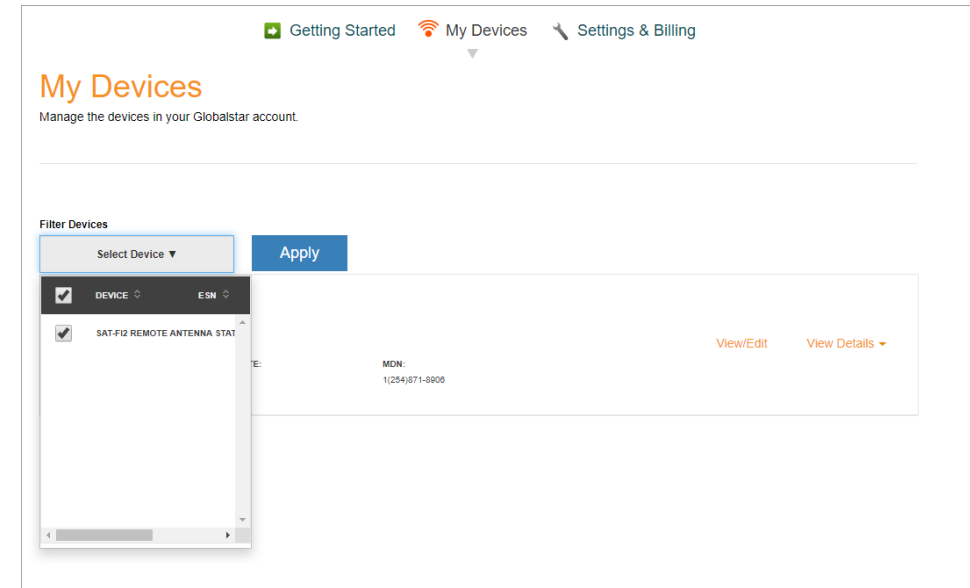 Getting Started My Devices Settings & Billing
My Devices
Manage the devices in your Globalstar account.
Filter Devices
Select Device ▼ Apply
DEVICE ESN
SAT-FI2 REMOTE ANTENNA STAT
View/Edit View Details
TE: MDN:
1(254)871-8906